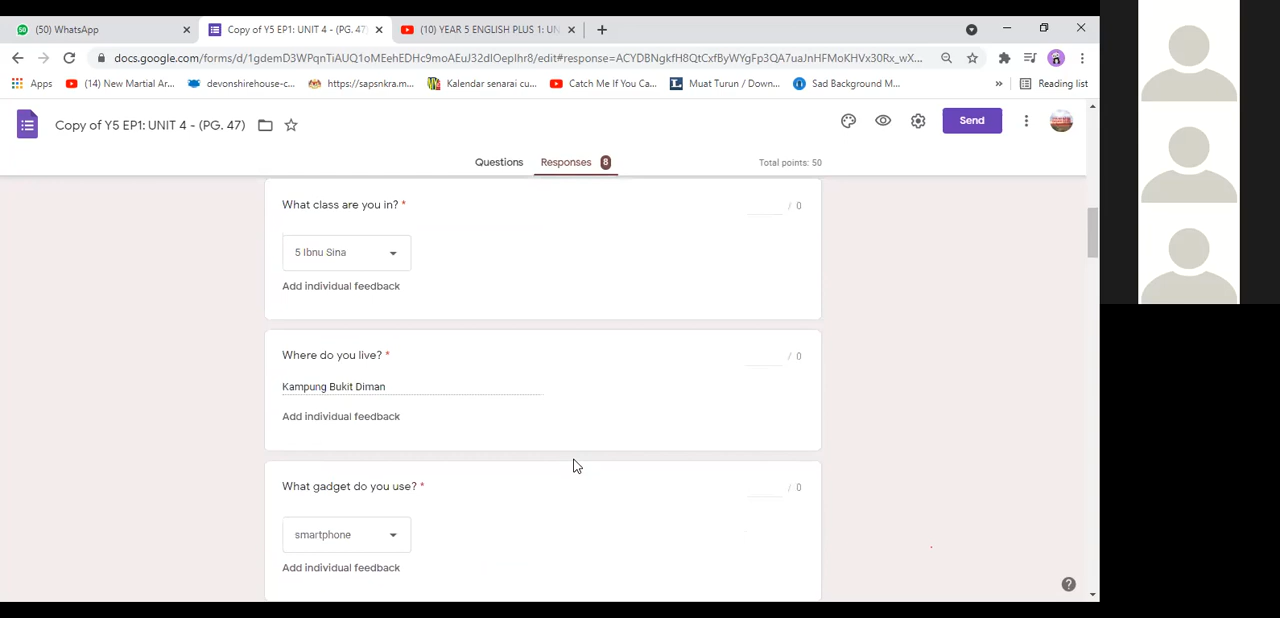 (50) WhatsApp
Copy of Y5 EP1: UNIT 4 - (PG. 47)
(10) YEAR 5 ENGLISH PLUS 1: UN
docs.google.com/forms/d/1gdemD3WPqnTiAUQ1oMEehEDHc9moAEuJ32dIOepIhr8/edit#response=ACYDBNgkfH8QtCxfByWYgFp3QA7uaJnHFMoKHVx30Rx_wX...
Apps
(14) New Martial Ar...
devonshirehouse-c...
https://sapsnkra.m...
Kalendar senarai cu...
Catch Me If You Ca...
Muat Turun / Down...
Sad Background M...
»
Reading list
Copy of Y5 EP1: UNIT 4 - (PG. 47)
Send
Questions
Responses 8
Total points: 50
What class are you in? *
/ 0
5 Ibnu Sina
Add individual feedback
Where do you live? *
/ 0
Kampung Bukit Diman
Add individual feedback
What gadget do you use? *
/ 0
smartphone
Add individual feedback